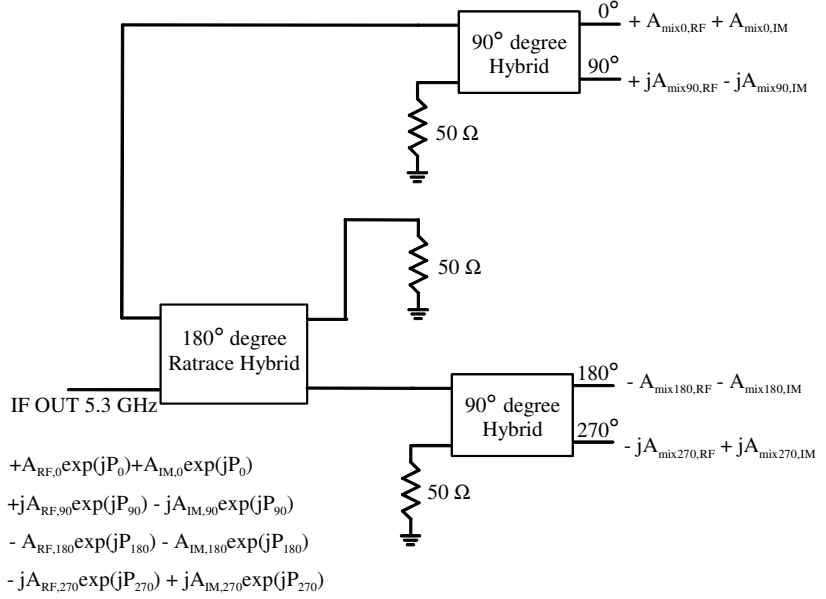 0°
+ A_mix0,RF + A_mix0,IM
90° degree
Hybrid
90°
+ jA_mix90,RF - jA_mix90,IM
50 Ω
50 Ω
180° degree
Ratrace Hybrid
IF OUT 5.3 GHz
180°
- A_mix180,RF - A_mix180,IM
90° degree
Hybrid
270°
- jA_mix270,RF + jA_mix270,IM
50 Ω
+A_RF,0exp(jP_0)+A_IM,0exp(jP_0)
+jA_RF,90exp(jP_90) - jA_IM,90exp(jP_90)
- A_RF,180exp(jP_180) - A_IM,180exp(jP_180)
- jA_RF,270exp(jP_270) + jA_IM,270exp(jP_270)